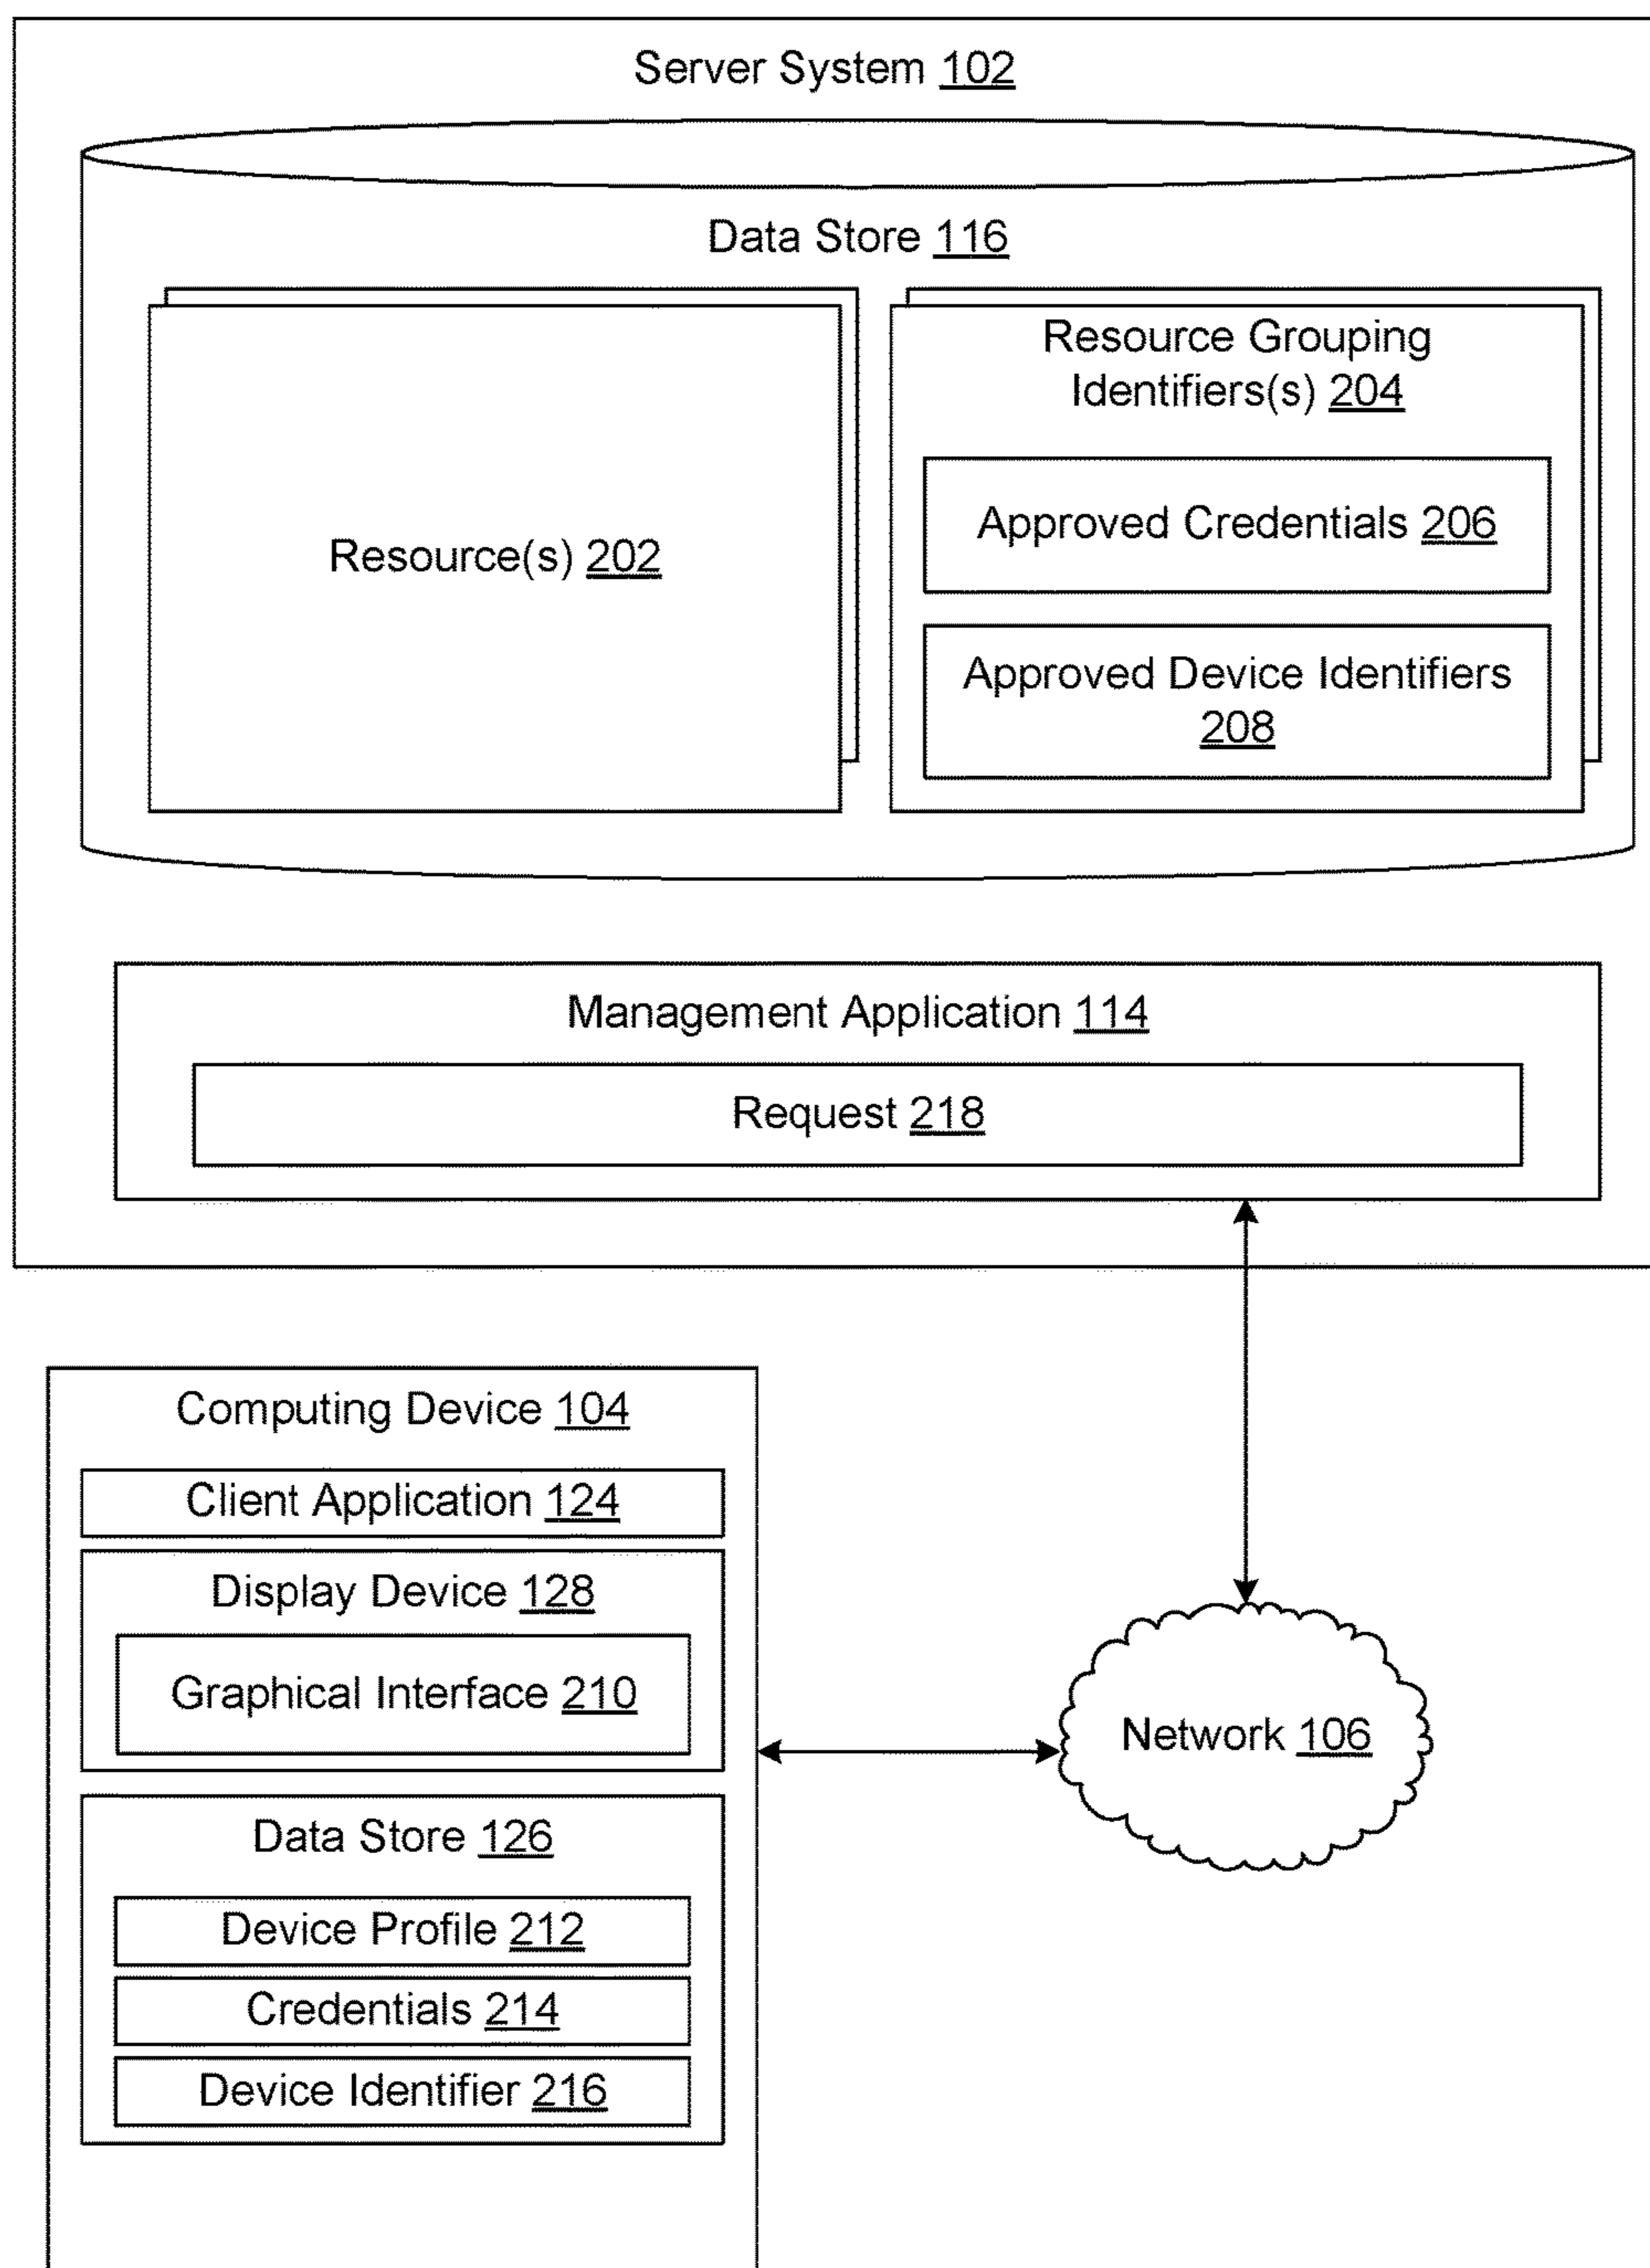 Server System 102
Data Store 116
Resource(s) 202
Resource Grouping
Identifiers(s) 204
Approved Credentials 206
Approved Device Identifiers
208
Management Application 114
Request 218
Computing Device 104
Client Application 124
Display Device 128
Graphical Interface 210
Network 106
Data Store 126
Device Profile 212
Credentials 214
Device Identifier 216